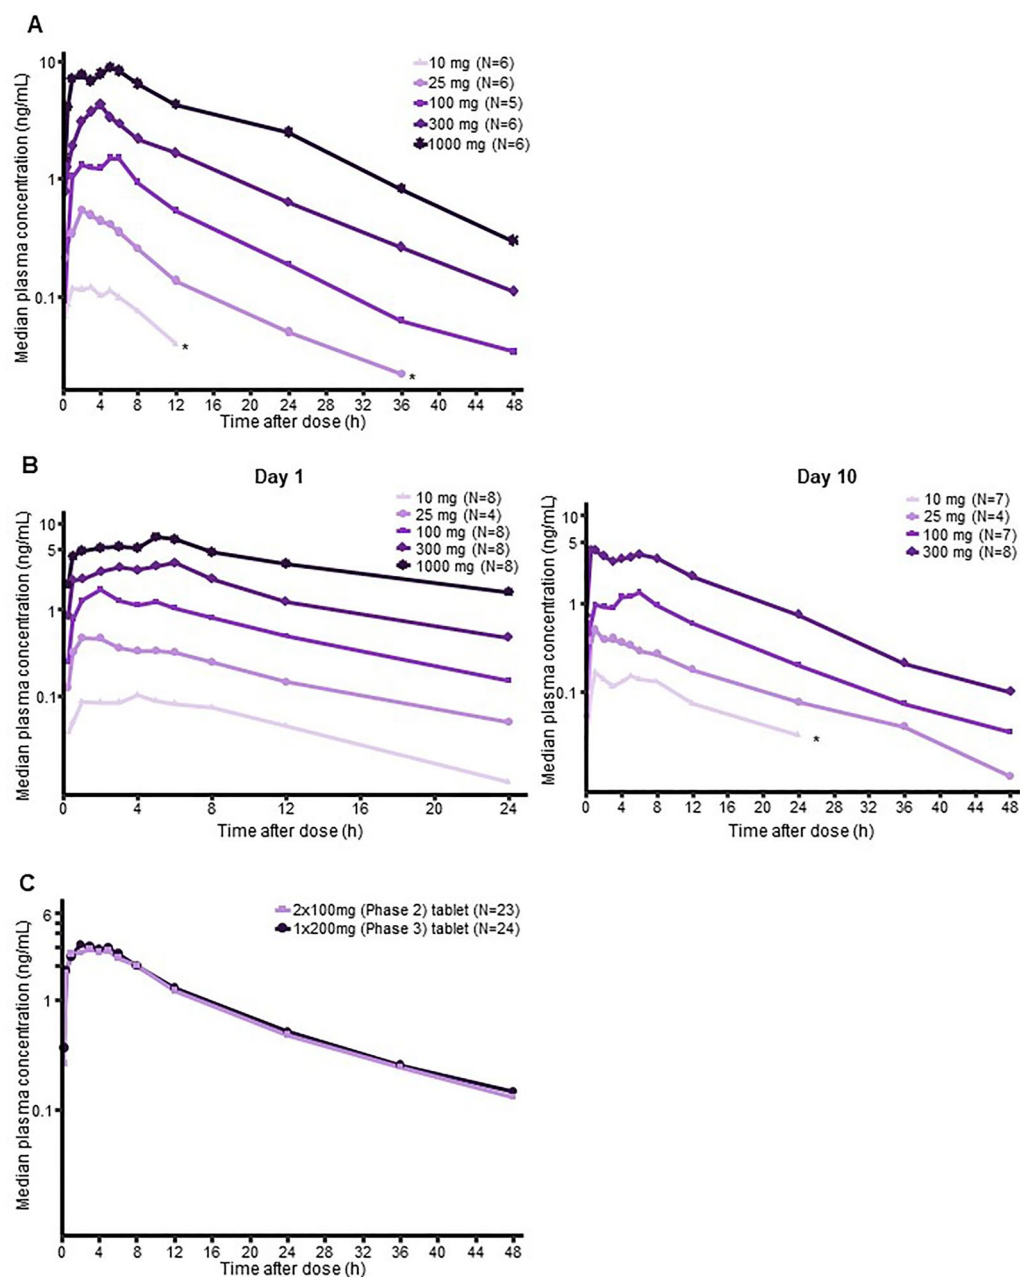 A
Median plasma concentration (ng/mL)
10
1
0.1
10 mg (N=6)
25 mg (N=6)
100 mg (N=5)
300 mg (N=6)
1000 mg (N=6)
*
*
0 4 8 12 16 20 24 28 32 36 40 44 48
Time after dose (h)
B
Day 1
Median plasma concentration (ng/mL)
10
5
1
0.1
10 mg (N=8)
25 mg (N=4)
100 mg (N=8)
300 mg (N=8)
1000 mg (N=8)
0 4 8 12 16 20 24
Time after dose (h)
Day 10
Median plasma concentration (ng/mL)
10
5
1
0.1
10 mg (N=7)
25 mg (N=4)
100 mg (N=7)
300 mg (N=8)
*
0 4 8 12 16 20 24 28 32 36 40 44 48
Time after dose (h)
C
Median plasma concentration (ng/mL)
6
1
0.1
2x100mg (Phase 2) tablet (N=23)
1x200mg (Phase 3) tablet (N=24)
0 4 8 12 16 20 24 28 32 36 40 44 48
Time after dose (h)